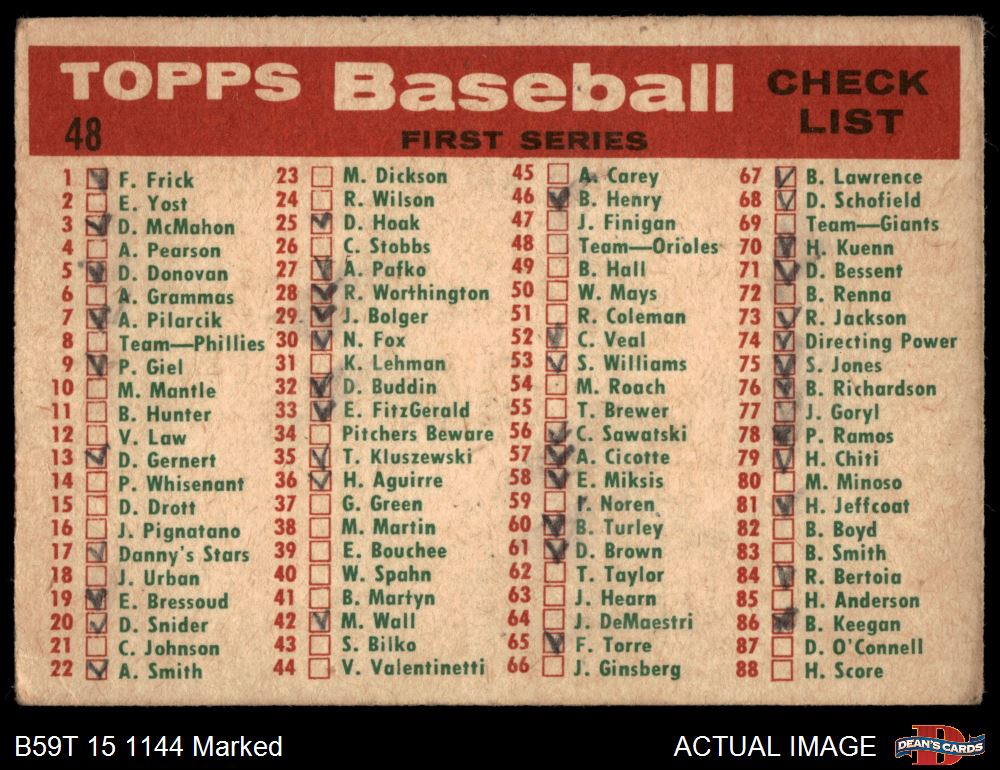 TOPPS Baseball CHECK LIST
48 FIRST SERIES
1 F. Frick
2 E. Yost
3 D. McMahon
4 A. Pearson
5 D. Donovan
6 A. Grammas
7 A. Pilarcik
8 Team—Phillies
9 P. Giel
10 M. Mantle
11 B. Hunter
12 V. Law
13 D. Gernert
14 P. Whisenant
15 D. Drott
16 J. Pignatano
17 Danny's Stars
18 J. Urban
19 E. Bressoud
20 D. Snider
21 C. Johnson
22 A. Smith
23 M. Dickson
24 R. Wilson
25 D. Hoak
26 C. Stobbs
27 A. Pafko
28 R. Worthington
29 J. Bolger
30 N. Fox
31 K. Lehman
32 D. Buddin
33 E. FitzGerald
34 Pitchers Beware
35 T. Kluszewski
36 H. Aguirre
37 G. Green
38 M. Martin
39 E. Bouchee
40 W. Spahn
41 B. Martyn
42 M. Wall
43 S. Bilko
44 V. Valentinetti
45 A. Carey
46 B. Henry
47 J. Finigan
48 Team—Orioles
49 B. Hall
50 W. Mays
51 R. Coleman
52 C. Veal
53 S. Williams
54 M. Roach
55 T. Brewer
56 C. Sawatski
57 A. Cicotte
58 E. Miksis
59 I. Noren
60 B. Turley
61 D. Brown
62 T. Taylor
63 J. Hearn
64 J. DeMaestri
65 F. Torre
66 J. Ginsberg
67 B. Lawrence
68 D. Schofield
69 Team—Giants
70 H. Kuenn
71 D. Bessent
72 B. Renna
73 R. Jackson
74 Directing Power
75 S. Jones
76 B. Richardson
77 J. Goryl
78 P. Ramos
79 H. Chiti
80 M. Minoso
81 H. Jeffcoat
82 B. Boyd
83 B. Smith
84 R. Bertoia
85 H. Anderson
86 B. Keegan
87 D. O'Connell
88 H. Score
B59T 15 1144 Marked
ACTUAL IMAGE
DEAN'S CARDS